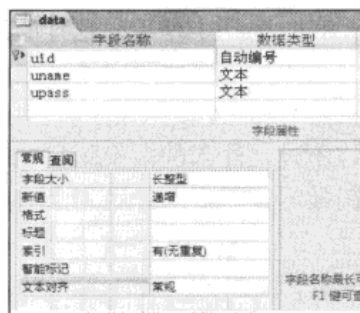 data
字段名称 数据类型
uid 自动编号
uname 文本
upass 文本
字段属性
常规 查阅
字段大小 长整型
新值 递增
格式
标题
索引 有(无重复)
智能标记
文本对齐 常规
字段名称最长可
F1 键可查